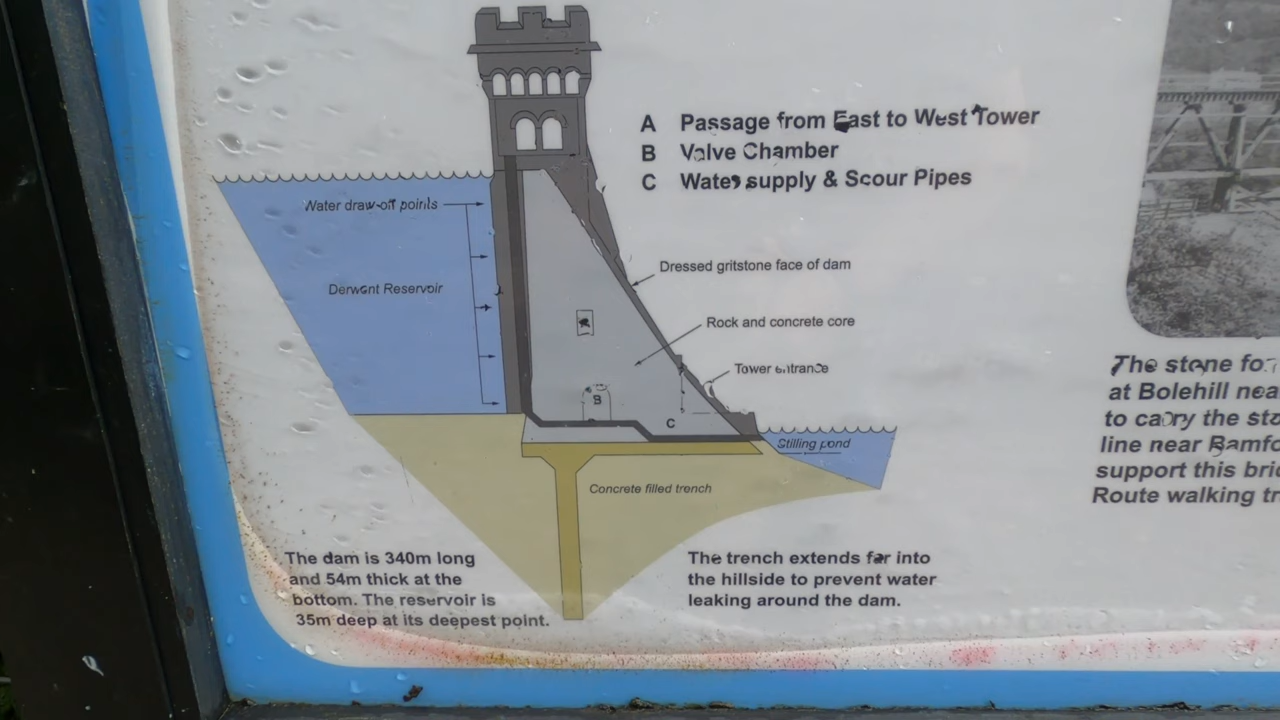 A Passage from East to West Tower
B Valve Chamber
C Water supply & Scour Pipes
Water draw-off points
Derwent Reservoir
Dressed gritstone face of dam
Rock and concrete core
Tower entrance
B
C
Stilling pond
Concrete filled trench
The dam is 340m long
and 54m thick at the
bottom. The reservoir is
35m deep at its deepest point.
The trench extends far into
the hillside to prevent water
leaking around the dam.
The stone
at Bolehill
to carry the
line near
support this
Route walking